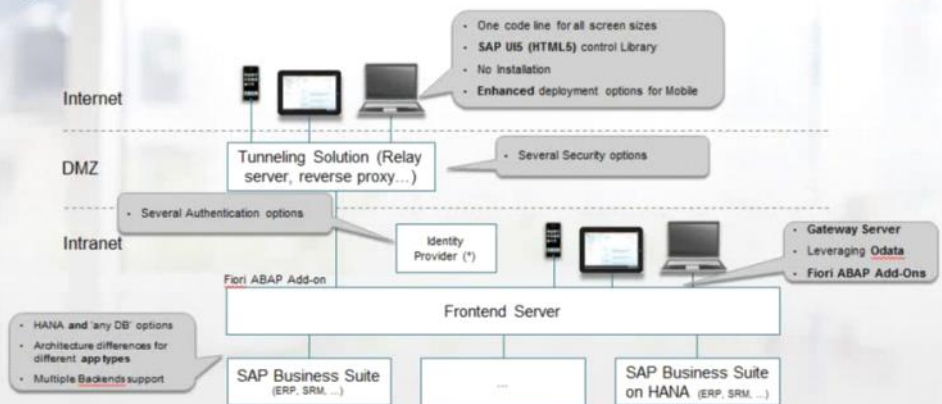 One code line for all screen sizes
SAP UI5 (HTML5) control Library
No Installation
Enhanced deployment options for Mobile
Internet
DMZ
Tunneling Solution (Relay
server, reverse proxy...)
Several Security options
Several Authentication options
Intranet
Identity
Provider (*)
Gateway Server
Leveraging Odata
Fiori ABAP Add-Ons
Fiori ABAP Add-on
Frontend Server
HANA and 'any DB' options
Architecture differences for
different app types
Multiple Backends support
SAP Business Suite
(ERP, SRM, ...)
...
SAP Business Suite
on HANA (ERP, SRM, ...)